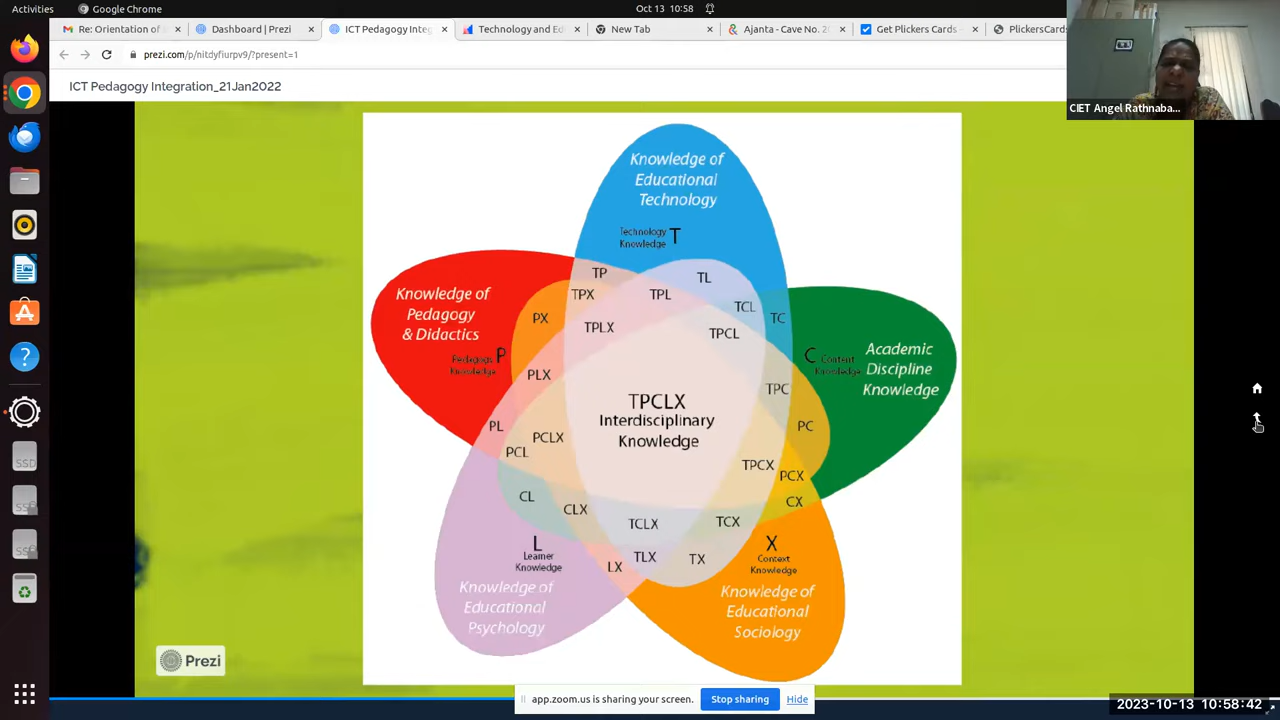 Activities
Google Chrome
Oct 13 10:58
Re: Orientation of
Dashboard | Prezi
ICT Pedagogy Integ
Technology and Ed
New Tab
Ajanta - Cave No. 2
Get Plickers Cards -
PlickersCards
prezi.com/p/nitdyfiurpv9/?present=1
ICT Pedagogy Integration_21Jan2022
CIET Angel Rathnaba...
Knowledge of
Educational
Technology
Technology
Knowledge T
TP
TL
TPX
TPL
TCL
TC
PX
TPLX
TPCL
Knowledge of
Pedagogy
& Didactics
Pedagogy
Knowledge P
C Content
Knowledge
Academic
Discipline
Knowledge
PLX
TPC
TPCLX
Interdisciplinary
Knowledge
PL
PC
PCLX
PCL
TPCX
PCX
CL
CX
CLX
TCLX
TCX
L
Learner
Knowledge
TLX
LX
TX
X
Context
Knowledge
Knowledge of
Educational
Psychology
Knowledge of
Educational
Sociology
Prezi
SSD
app.zoom.us is sharing your screen.
Stop sharing
Hide
2023-10-13 10:58:42